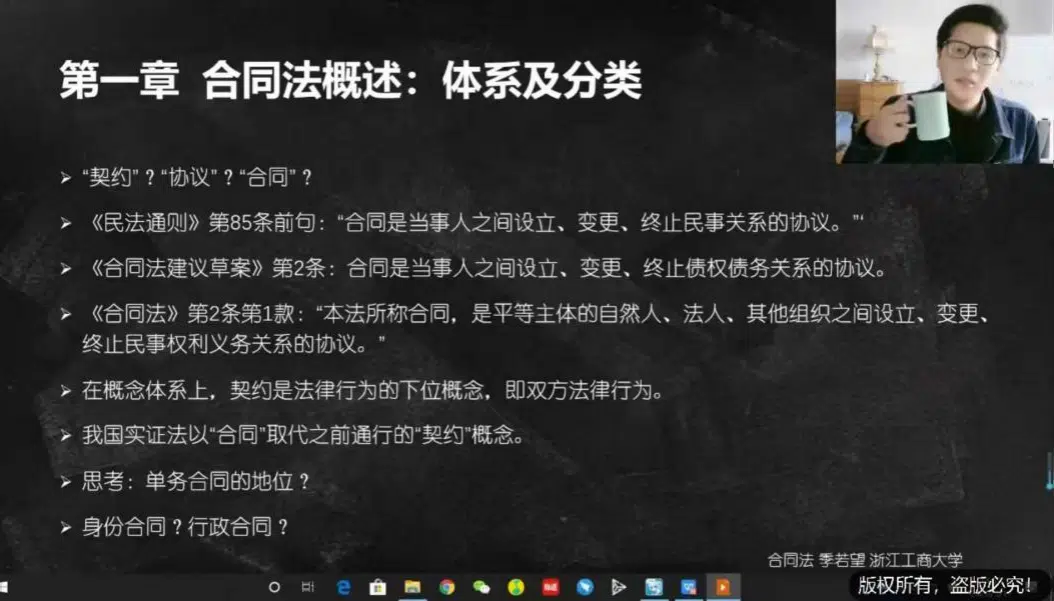 第一章 合同法概述：体系及分类
➢ “契约”？“协议”？“合同”？
➢ 《民法通则》第85条前句：“合同是当事人之间设立、变更、终止民事关系的协议。”‘
➢ 《合同法建议草案》第2条：合同是当事人之间设立、变更、终止债权债务关系的协议。
➢ 《合同法》第2条第1款：“本法所称合同，是平等主体的自然人、法人、其他组织之间设立、变更、
终止民事权利义务关系的协议。”
➢ 在概念体系上，契约是法律行为的下位概念，即双方法律行为。
➢ 我国实证法以“合同”取代之前通行的“契约”概念。
➢ 思考：单务合同的地位？
➢ 身份合同？行政合同？
合同法 季若望 浙江工商大学
版权所有，盗版必究！